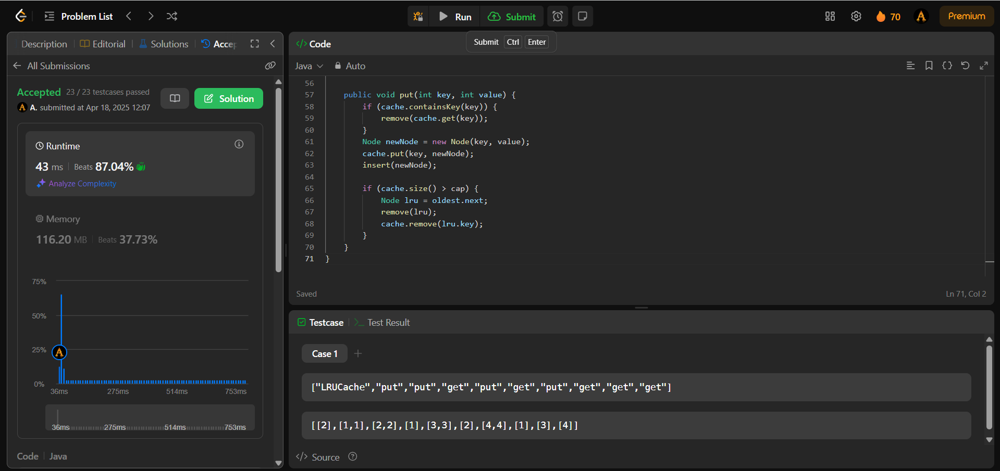 Problem List
Run
Submit
70
Premium
Submit Ctrl Enter
Description
Editorial
Solutions
Accep
All Submissions
Accepted 23 / 23 testcases passed
A. submitted at Apr 18, 2025 12:07
Solution
Runtime
43 ms Beats 87.04%
Analyze Complexity
Memory
116.20 MB Beats 37.73%
75%
50%
25%
0%
36ms 275ms 514ms 753ms
36ms 275ms 514ms 753ms
Code Java
Code
Java Auto
56
57 public void put(int key, int value) {
58 if (cache.containsKey(key)) {
59 remove(cache.get(key));
60 }
61 Node newNode = new Node(key, value);
62 cache.put(key, newNode);
63 insert(newNode);
64
65 if (cache.size() > cap) {
66 Node lru = oldest.next;
67 remove(lru);
68 cache.remove(lru.key);
69 }
70 }
71 }
Saved Ln 71, Col 2
Testcase
Test Result
Case 1
["LRUCache","put","put","get","put","get","put","get","get","get"]
[[2],[1,1],[2,2],[1],[3,3],[2],[4,4],[1],[3],[4]]
Source